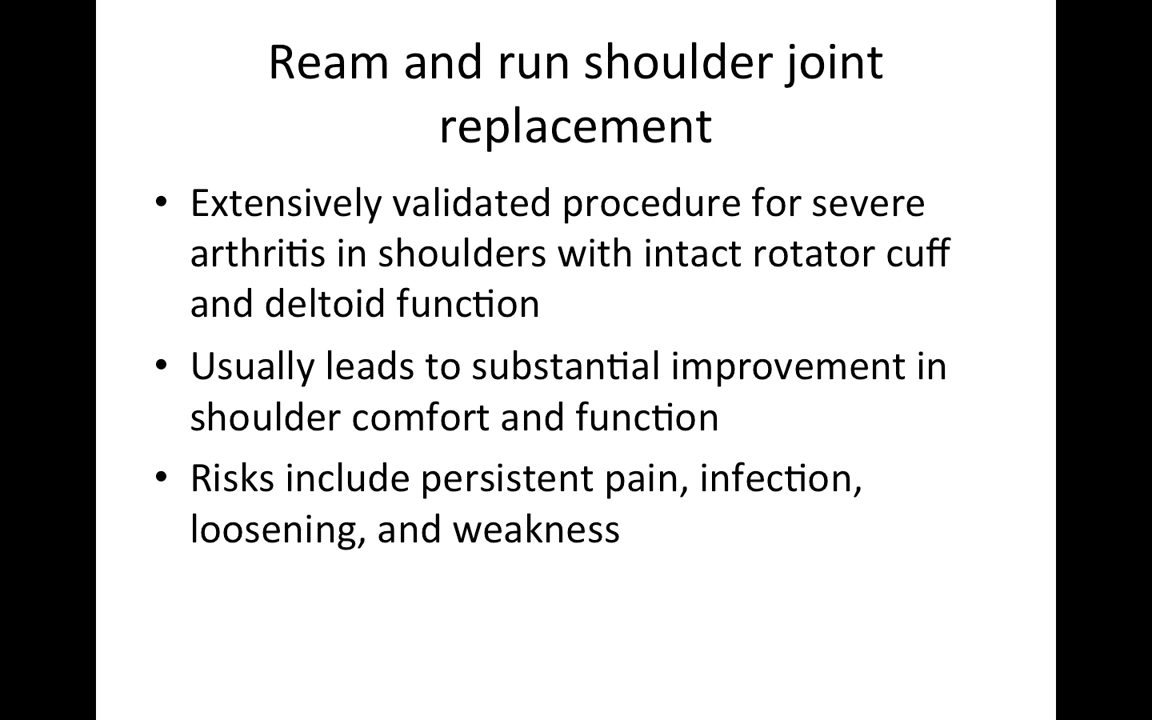 Ream and run shoulder joint
replacement
• Extensively validated procedure for severe
arthritis in shoulders with intact rotator cuff
and deltoid function
• Usually leads to substantial improvement in
shoulder comfort and function
• Risks include persistent pain, infection,
loosening, and weakness